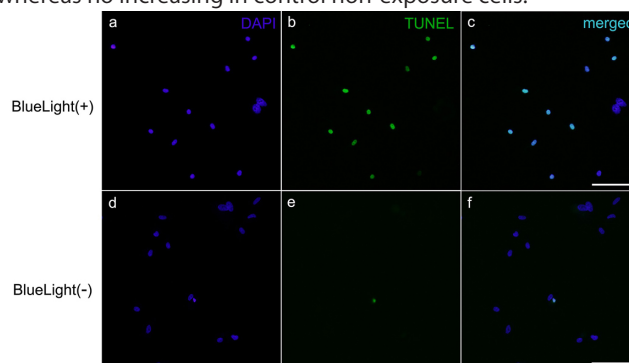 whereas no increasing in control non-exposure cells.
a DAPI b TUNEL c merged
BlueLight(+)
d e f
BlueLight(-)